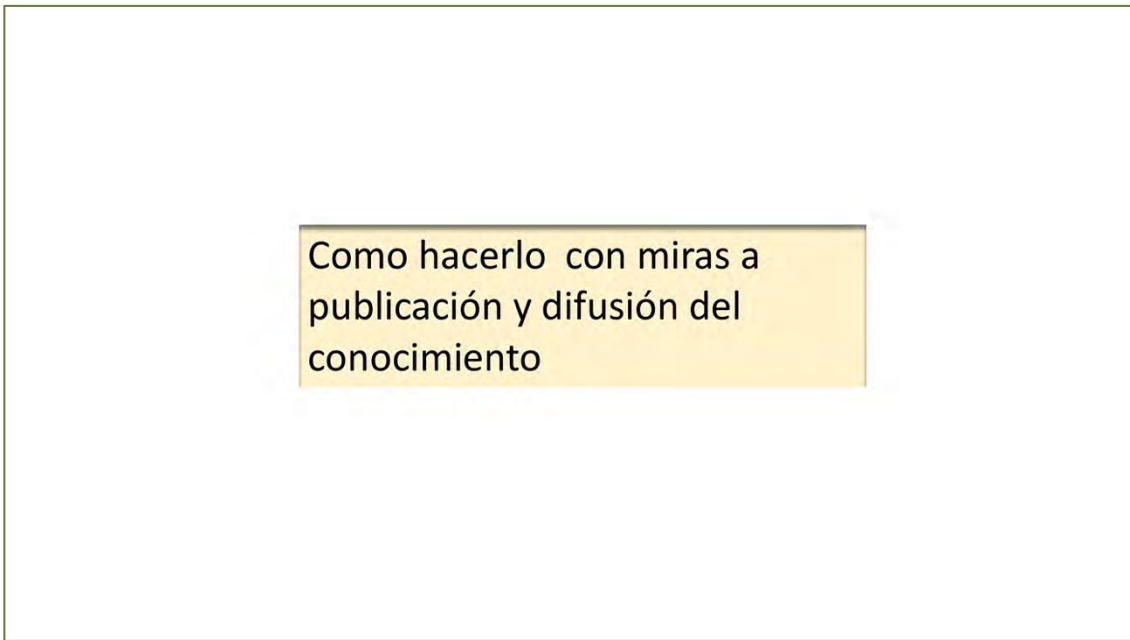 Como hacerlo  con miras a
publicación y difusión del
conocimiento